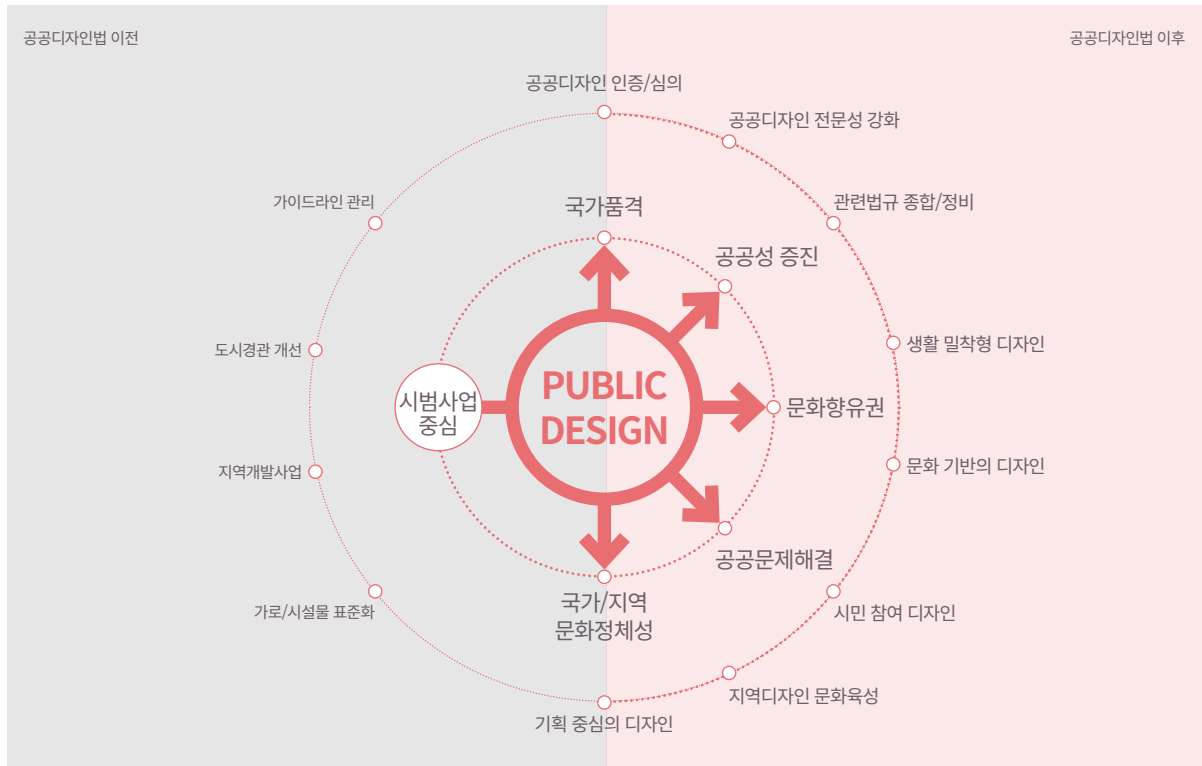 공공디자인법 이전
공공디자인법 이후
공공디자인 인증/심의
공공디자인 전문성 강화
가이드라인 관리
국가품격
관련법규 종합/정비
공공성 증진
도시경관 개선
생활 밀착형 디자인
시범사업
중심
PUBLIC
DESIGN
문화향유권
지역개발사업
문화 기반의 디자인
공공문제해결
가로/시설물 표준화
국가/지역
문화정체성
시민 참여 디자인
지역디자인 문화육성
기획 중심의 디자인